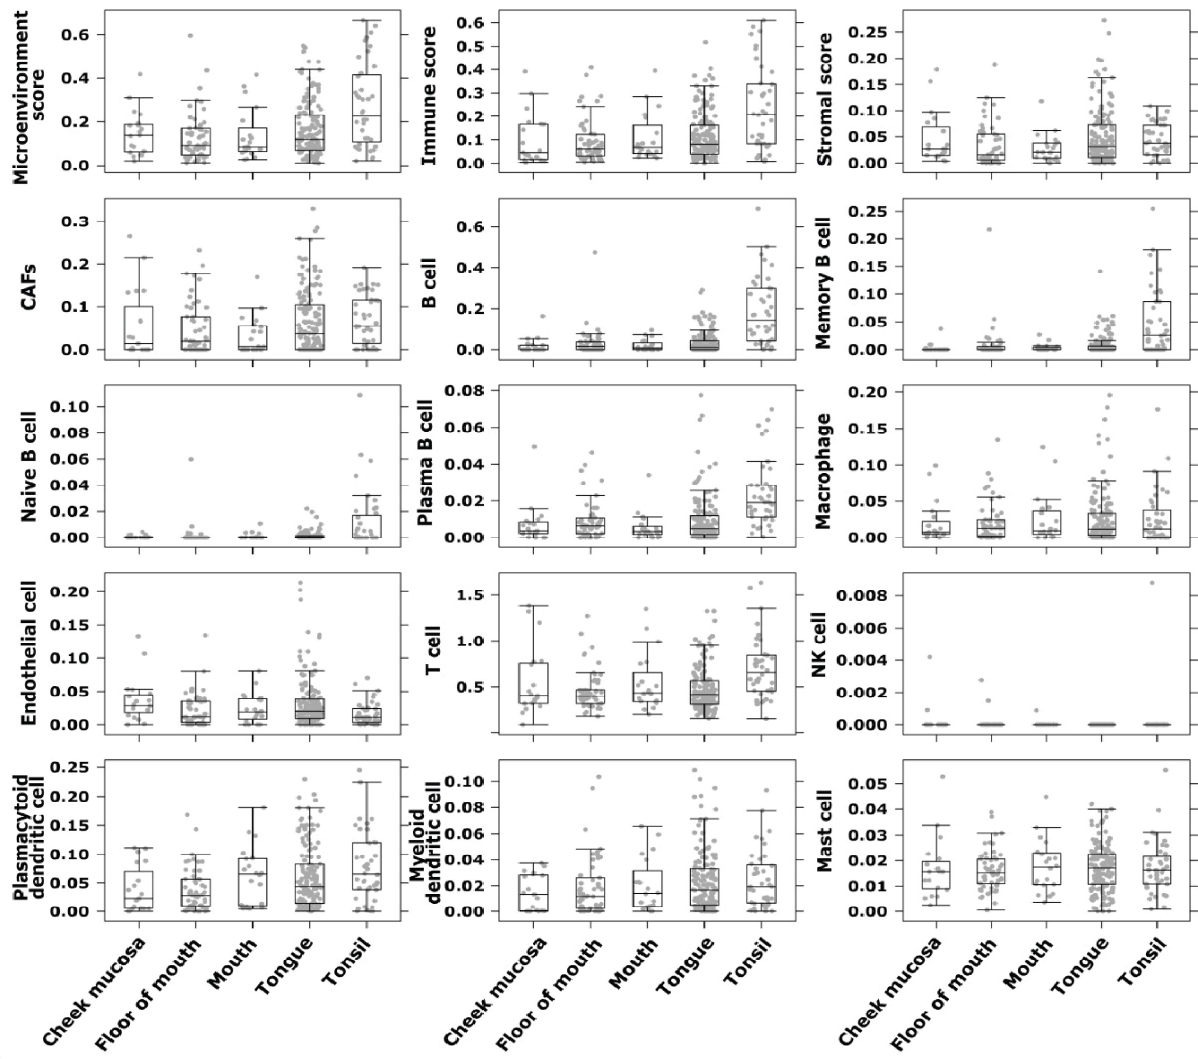 Microenvironment
score
0.6
0.4
0.2
0.0
Immune score
0.6
0.5
0.4
0.3
0.2
0.1
0.0
Stromal score
0.25
0.20
0.15
0.10
0.05
0.00
CAFs
0.3
0.2
0.1
0.0
B cell
0.6
0.4
0.2
0.0
Memory B cell
0.25
0.20
0.15
0.10
0.05
0.00
Naive B cell
0.10
0.08
0.06
0.04
0.02
0.00
Plasma B cell
0.08
0.06
0.04
0.02
0.00
Macrophage
0.20
0.15
0.10
0.05
0.00
Endothelial cell
0.20
0.15
0.10
0.05
0.00
T cell
1.5
1.0
0.5
NK cell
0.008
0.006
0.004
0.002
0.000
Plasmacytoid
dendritic cell
0.25
0.20
0.15
0.10
0.05
0.00
Myeloid
dendritic cell
0.10
0.08
0.06
0.04
0.02
0.00
Mast cell
0.05
0.04
0.03
0.02
0.01
0.00
Cheek mucosa
Floor of mouth
Mouth
Tongue
Tonsil
Cheek mucosa
Floor of mouth
Mouth
Tongue
Tonsil
Cheek mucosa
Floor of mouth
Mouth
Tongue
Tonsil